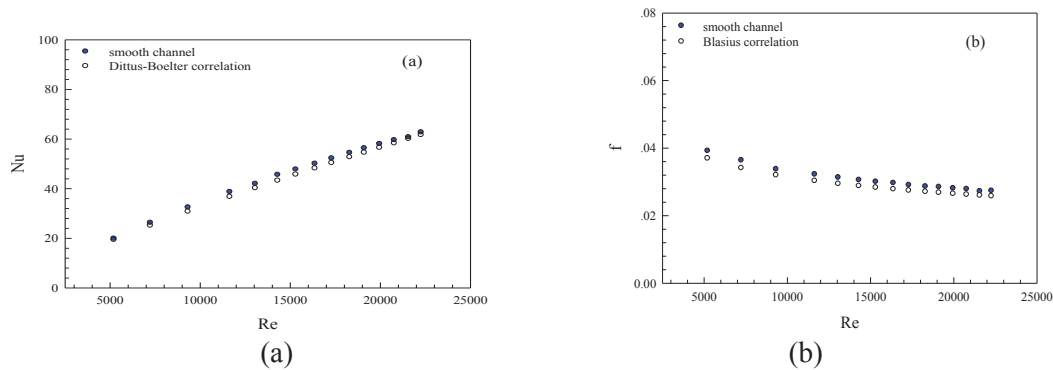 100
80
60
40
20
0
Nu
smooth channel
Dittus-Boelter correlation
(a)
5000 10000 15000 20000 25000
Re
(a)
.08
.06
.04
.02
0.00
f
smooth channel
Blasius correlation
(b)
5000 10000 15000 20000 25000
Re
(b)